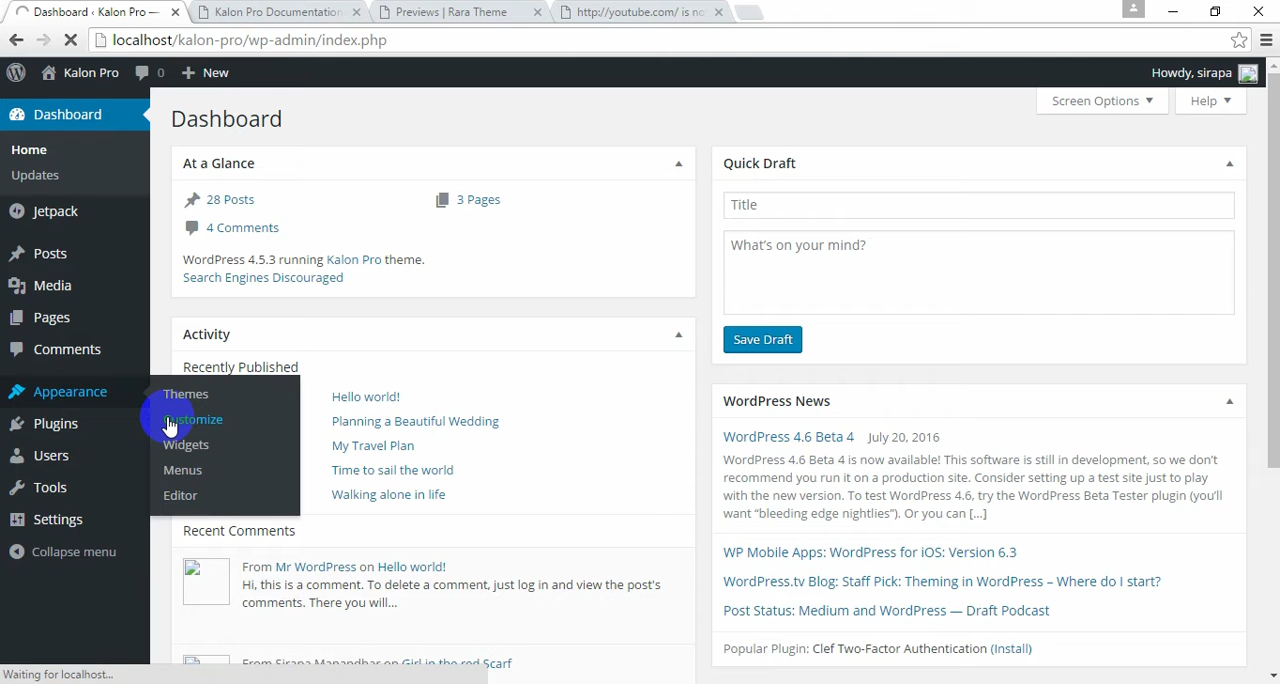 Dashboard ‹ Kalon Pro —
Kalon Pro Documentation
Previews | Rara Theme
http://youtube.com/ is no
localhost/kalon-pro/wp-admin/index.php
Kalon Pro 0 New
Howdy, sirapa
Dashboard
Home
Updates
Jetpack
Posts
Media
Pages
Comments
Appearance
Plugins
Users
Tools
Settings
Collapse menu
Themes
Customize
Widgets
Menus
Editor
Dashboard
Screen Options
Help
At a Glance
28 Posts
3 Pages
4 Comments
WordPress 4.5.3 running Kalon Pro theme.
Search Engines Discouraged
Activity
Recently Published
Hello world!
Planning a Beautiful Wedding
My Travel Plan
Time to sail the world
Walking alone in life
Recent Comments
From Mr WordPress on Hello world!
Hi, this is a comment. To delete a comment, just log in and view the post's
comments. There you will...
From Sirapa Manandhar on Girl in the red Scarf
Quick Draft
Title
What's on your mind?
Save Draft
WordPress News
WordPress 4.6 Beta 4 July 20, 2016
WordPress 4.6 Beta 4 is now available! This software is still in development, so we don't
recommend you run it on a production site. Consider setting up a test site just to play
with the new version. To test WordPress 4.6, try the WordPress Beta Tester plugin (you'll
want “bleeding edge nightlies”). Or you can […]
WP Mobile Apps: WordPress for iOS: Version 6.3
WordPress.tv Blog: Staff Pick: Theming in WordPress – Where do I start?
Post Status: Medium and WordPress — Draft Podcast
Popular Plugin: Clef Two-Factor Authentication (Install)
Waiting for localhost...